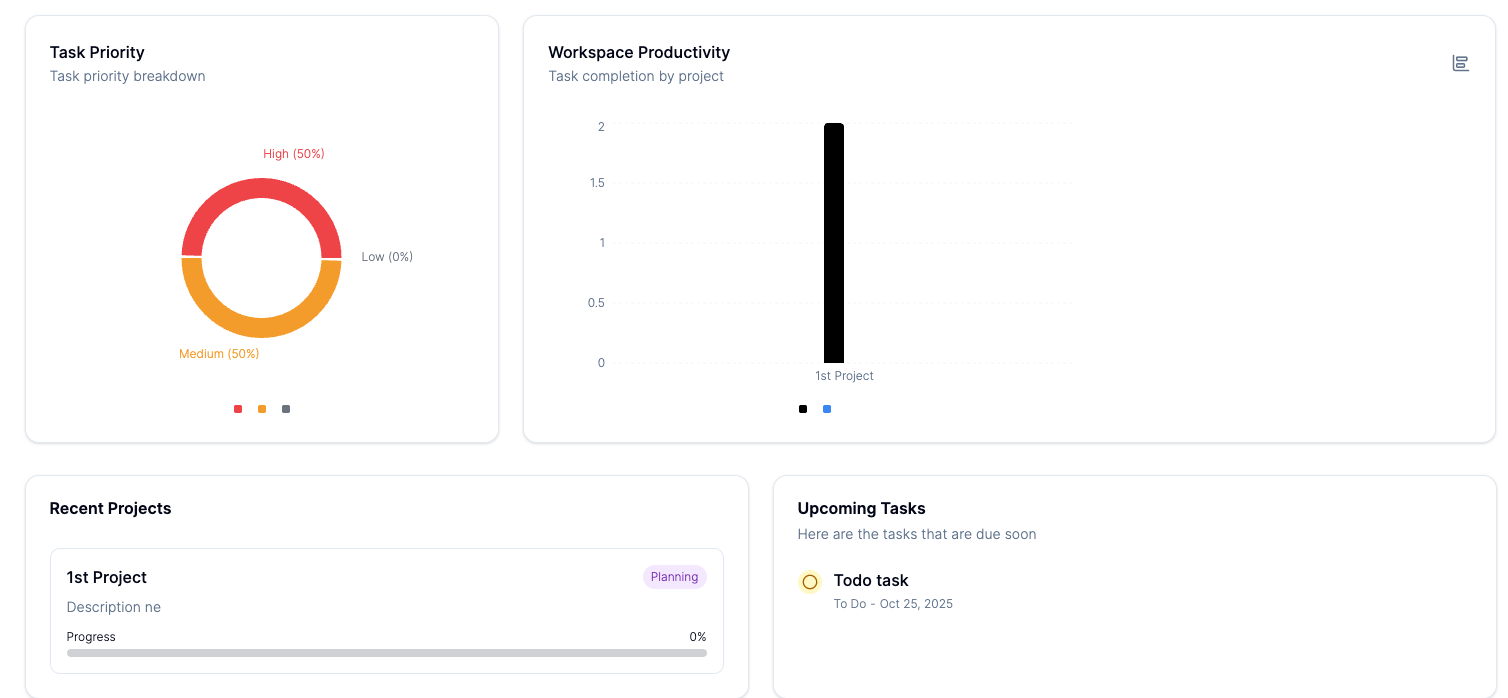 Task Priority
Task priority breakdown
High (50%)
Low (0%)
Medium (50%)
Workspace Productivity
Task completion by project
2
1.5
1
0.5
0
1st Project
Recent Projects
1st Project
Planning
Description ne
Progress
0%
Upcoming Tasks
Here are the tasks that are due soon
Todo task
To Do - Oct 25, 2025